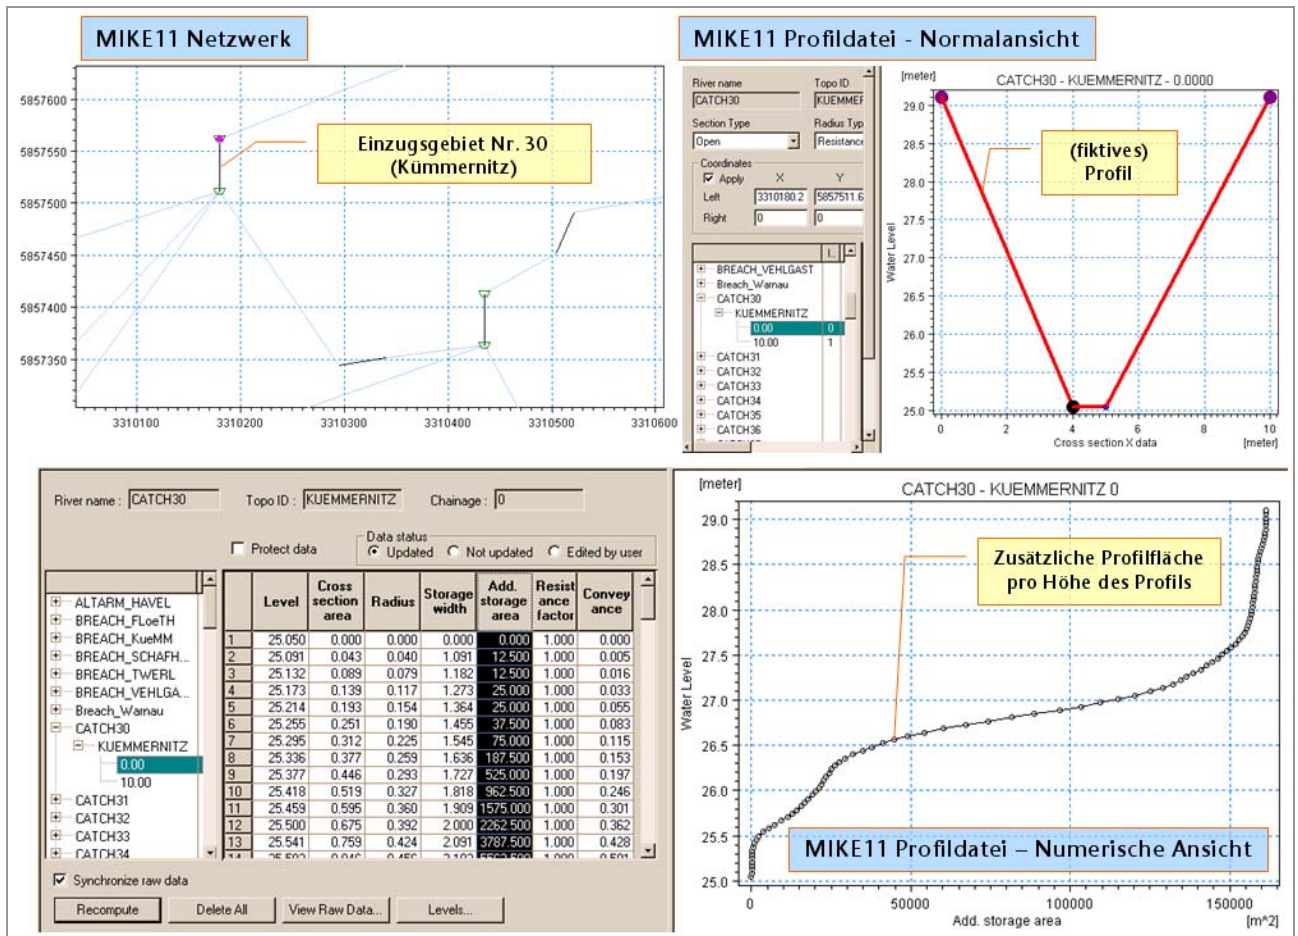 MIKE11 Netzwerk
5857600
5857550
5857500
5857450
5857400
5857350
3310100
3310200
3310300
3310400
3310500
3310600
Einzugsgebiet Nr. 30
(Kümmernitz)
MIKE11 Profildatei - Normalansicht
River name
Topo ID
CATCH30
KUEMMER
Section Type
Radius Typ
Open
Resistance
Coordinates
Apply
X
Y
Left
3310180.2
5857511.6
Right
0
0
BREACH_VEHLGAST
Breach_Warnau
CATCH30
KUEMMERNITZ
0.00
0
10.00
1
CATCH31
CATCH32
CATCH33
CATCH34
CATCH35
CATCH36
[meter]
CATCH30 - KUEMMERNITZ - 0.0000
29.0
28.5
28.0
27.5
27.0
26.5
26.0
25.5
25.0
Water Level
0
2
4
6
8
10
Cross section X data
[meter]
(fiktives)
Profil
River name :
CATCH30
Topo ID :
KUEMMERNITZ
Chainage :
0
Protect data
Data status
Updated
Not updated
Edited by user
ALTARM_HAVEL
BREACH_FLoeTH
BREACH_KueMM
BREACH_SCHAFH...
BREACH_TWERL
BREACH_VEHLGA...
Breach_Warnau
CATCH30
KUEMMERNITZ
0.00
10.00
CATCH31
CATCH32
CATCH33
CATCH34
Level
Cross
section
area
Radius
Storage
width
Add.
storage
area
Resist
ance
factor
Convey
ance
1 25.050 0.000 0.000 0.000 0.000 1.000 0.000
2 25.091 0.043 0.040 1.091 12.500 1.000 0.005
3 25.132 0.089 0.079 1.182 12.500 1.000 0.016
4 25.173 0.139 0.117 1.273 25.000 1.000 0.033
5 25.214 0.193 0.154 1.364 25.000 1.000 0.055
6 25.255 0.251 0.190 1.455 37.500 1.000 0.083
7 25.295 0.312 0.225 1.545 75.000 1.000 0.115
8 25.336 0.377 0.259 1.636 187.500 1.000 0.153
9 25.377 0.446 0.293 1.727 525.000 1.000 0.197
10 25.418 0.519 0.327 1.818 962.500 1.000 0.246
11 25.459 0.595 0.360 1.909 1575.000 1.000 0.301
12 25.500 0.675 0.392 2.000 2262.500 1.000 0.362
13 25.541 0.759 0.424 2.091 3787.500 1.000 0.428
Synchronize raw data
Recompute
Delete All
View Raw Data...
Levels...
[meter]
CATCH30 - KUEMMERNITZ 0
29.0
28.5
28.0
27.5
27.0
26.5
26.0
25.5
25.0
Water Level
0
50000
100000
150000
Add. storage area
[m^2]
Zusätzliche Profilfläche
pro Höhe des Profils
MIKE11 Profildatei – Numerische Ansicht